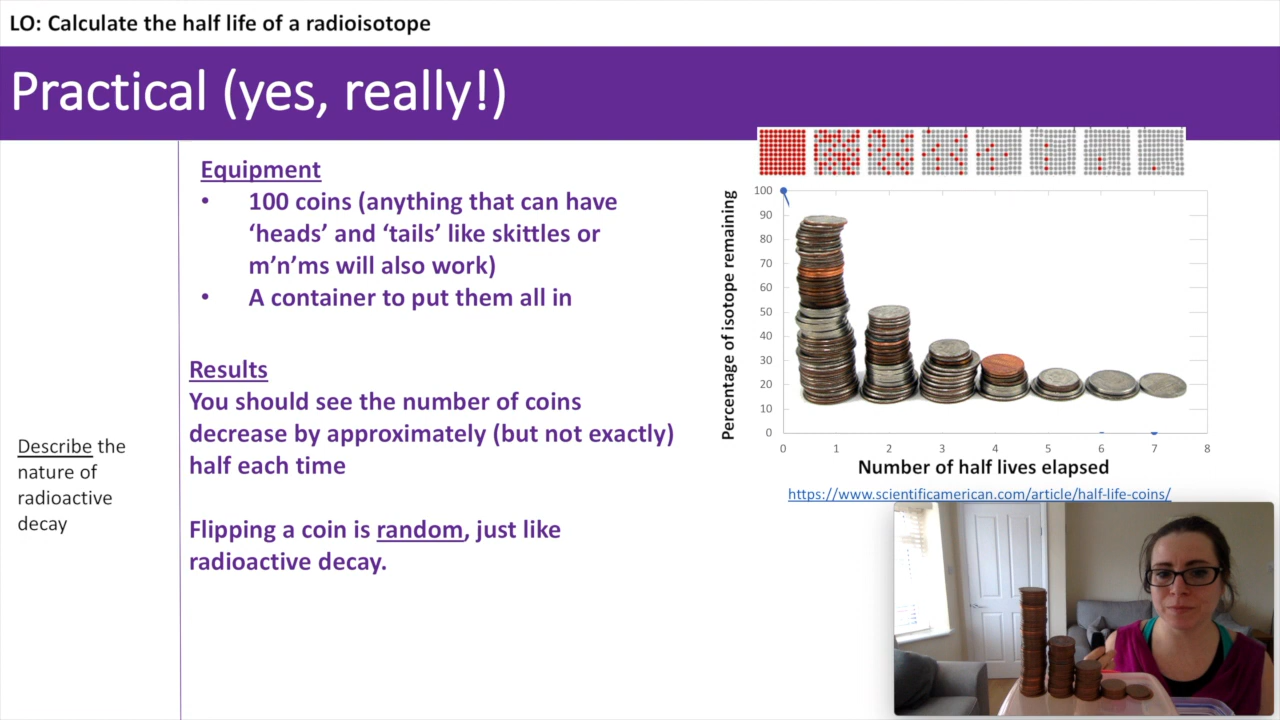 LO: Calculate the half life of a radioisotope
Practical (yes, really!)
Equipment
• 100 coins (anything that can have
‘heads’ and ‘tails’ like skittles or
m’n’ms will also work)
• A container to put them all in
Results
You should see the number of coins
decrease by approximately (but not exactly)
half each time
Flipping a coin is random, just like
radioactive decay.
Describe the
nature of
radioactive
decay
Percentage of isotope remaining
100
90
80
70
60
50
40
30
20
10
0
0 1 2 3 4 5 6 7 8
Number of half lives elapsed
https://www.scientificamerican.com/article/half-life-coins/